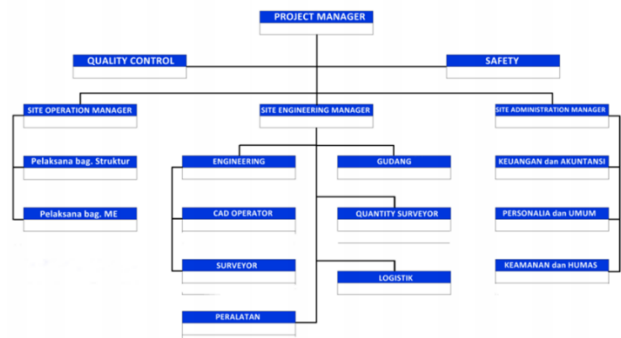 PROJECT MANAGER
QUALITY CONTROL
SAFETY
SITE OPERATION MANAGER
SITE ENGINEERING MANAGER
SITE ADMINISTRATION MANAGER
Pelaksana bag. Struktur
ENGINEERING
GUDANG
KEUANGAN dan AKUNTANSI
Pelaksana bag. ME
CAD OPERATOR
QUANTITY SURVEYOR
PERSONALIA dan UMUM
SURVEYOR
LOGISTIK
KEAMANAN dan HUMAS
PERALATAN